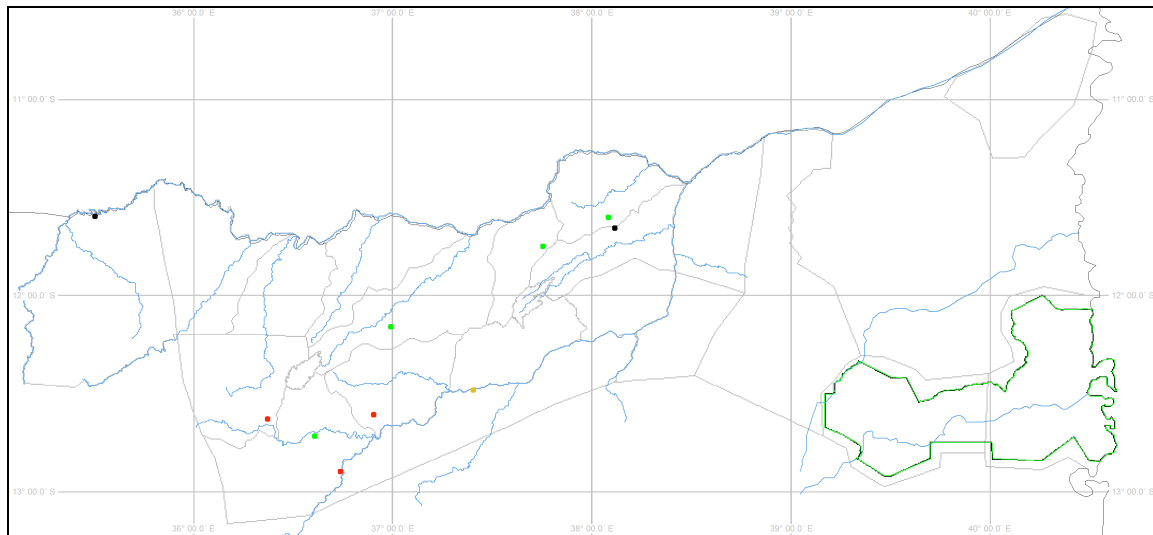 36° 00.0´ E 37° 00.0´ E 38° 00.0´ E 39° 00.0´ E 40° 00.0´ E
11° 00.0´ S 11° 00.0´ S
12° 00.0´ S 12° 00.0´ S
13° 00.0´ S 13° 00.0´ S
36° 00.0´ E 37° 00.0´ E 38° 00.0´ E 39° 00.0´ E 40° 00.0´ E